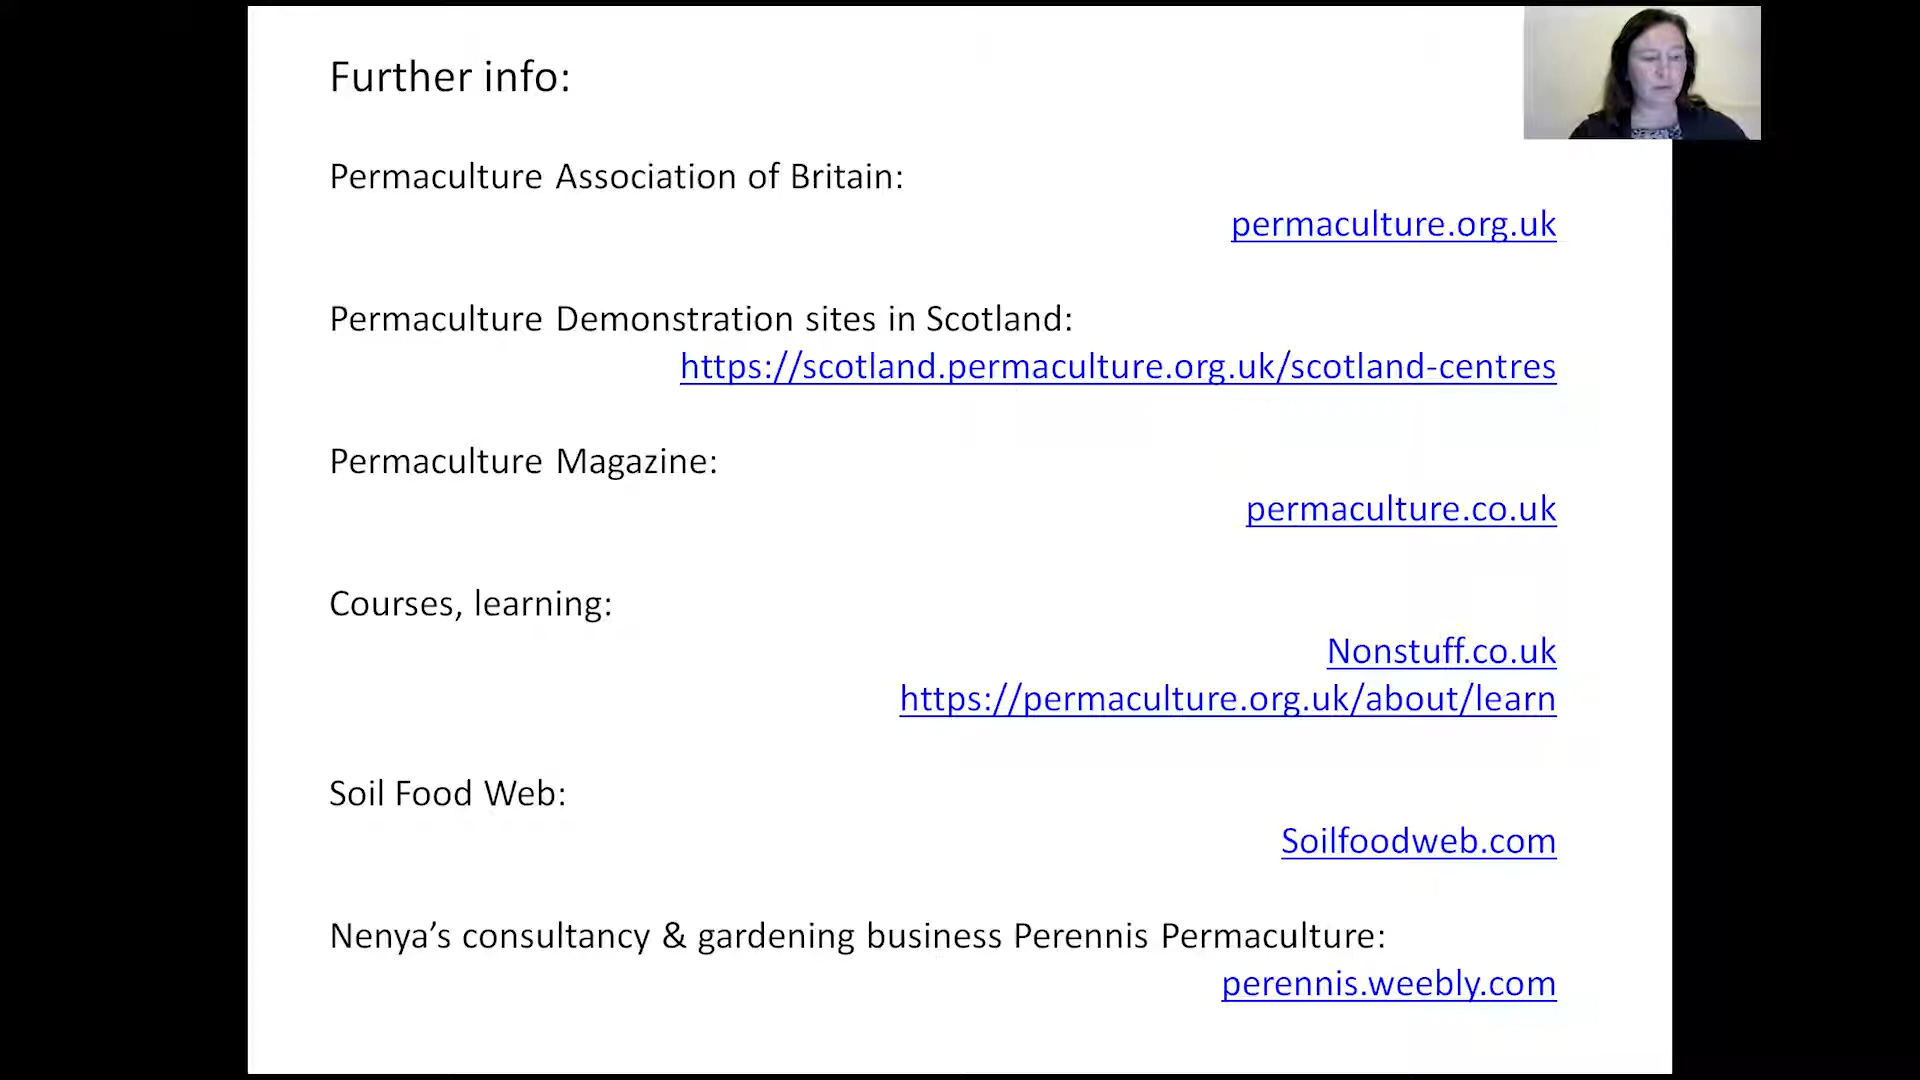 Further info:
Permaculture Association of Britain:
permaculture.org.uk
Permaculture Demonstration sites in Scotland:
https://scotland.permaculture.org.uk/scotland-centres
Permaculture Magazine:
permaculture.co.uk
Courses, learning:
Nonstuff.co.uk
https://permaculture.org.uk/about/learn
Soil Food Web:
Soilfoodweb.com
Nenya’s consultancy & gardening business Perennis Permaculture:
perennis.weebly.com